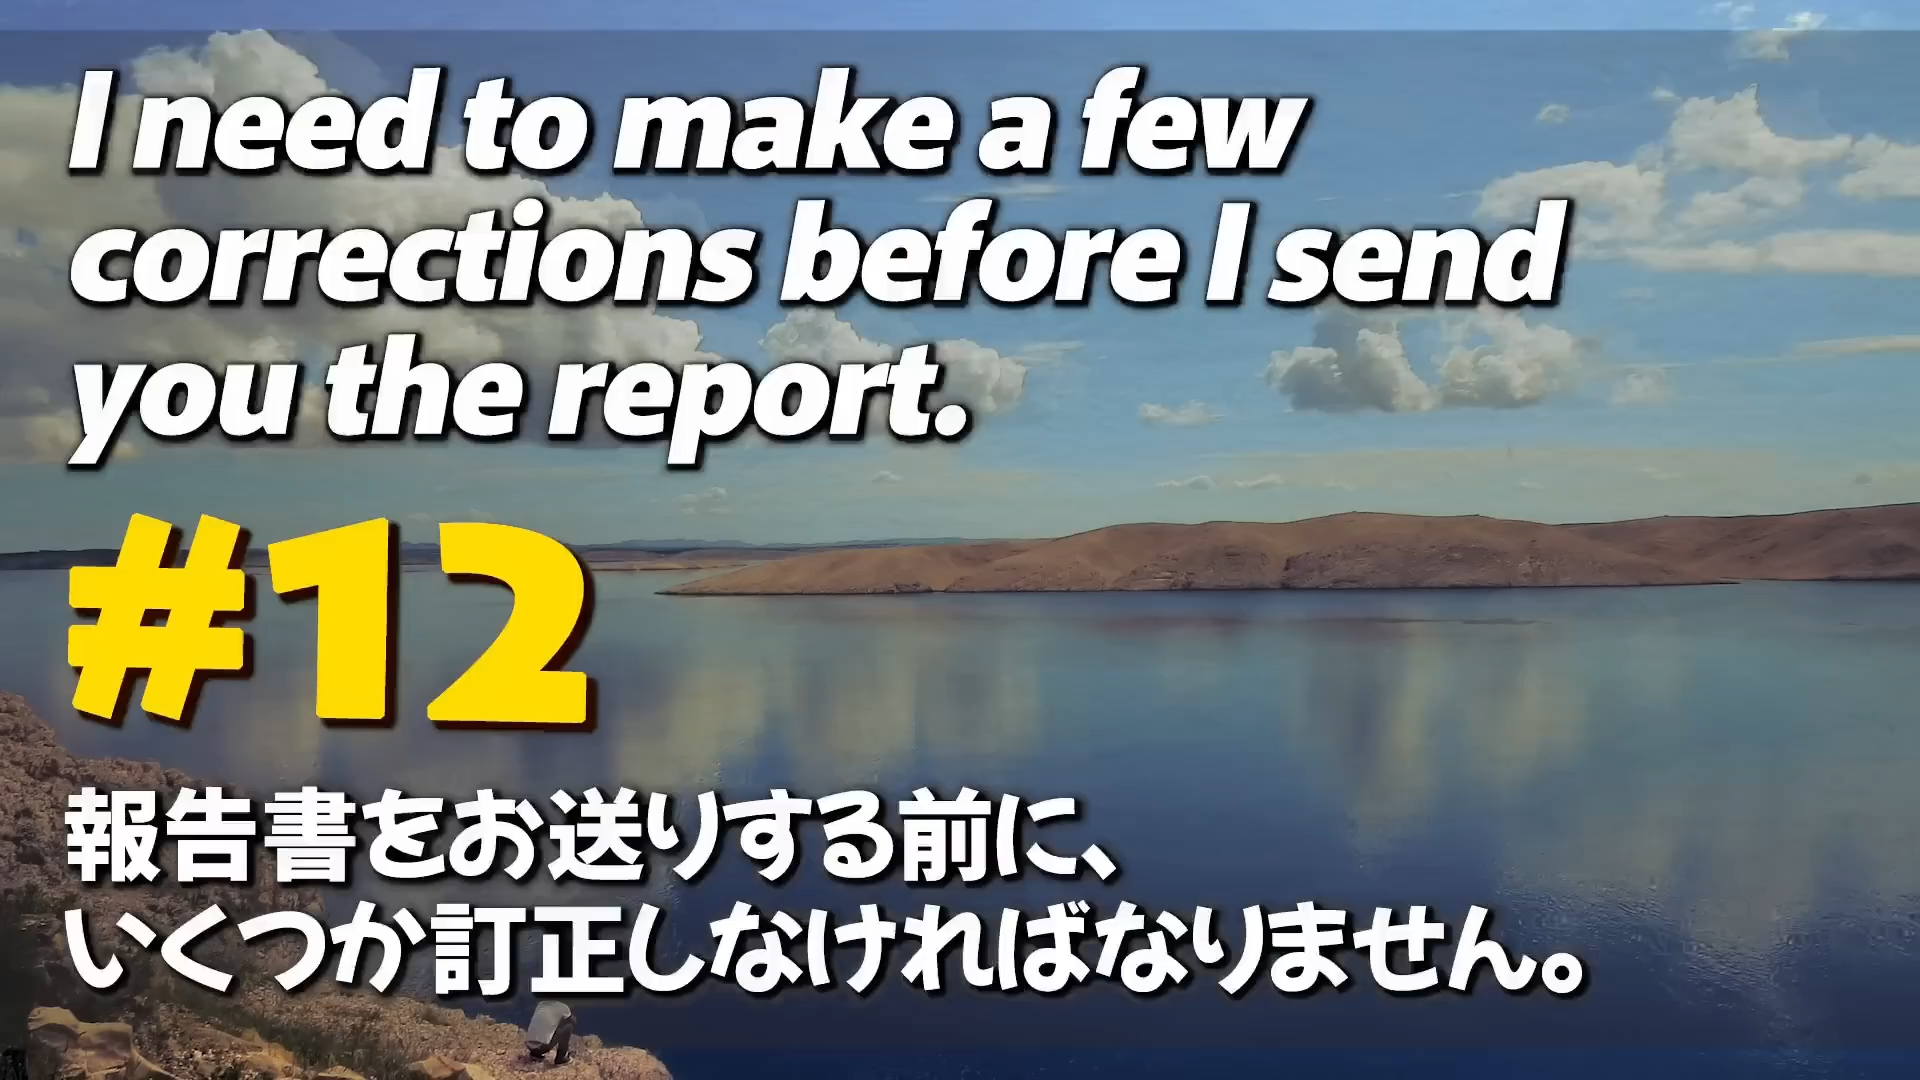 I need to make a few
corrections before I send
you the report.
#12
報告書をお送りする前に、
いくつか訂正しなければなりません。